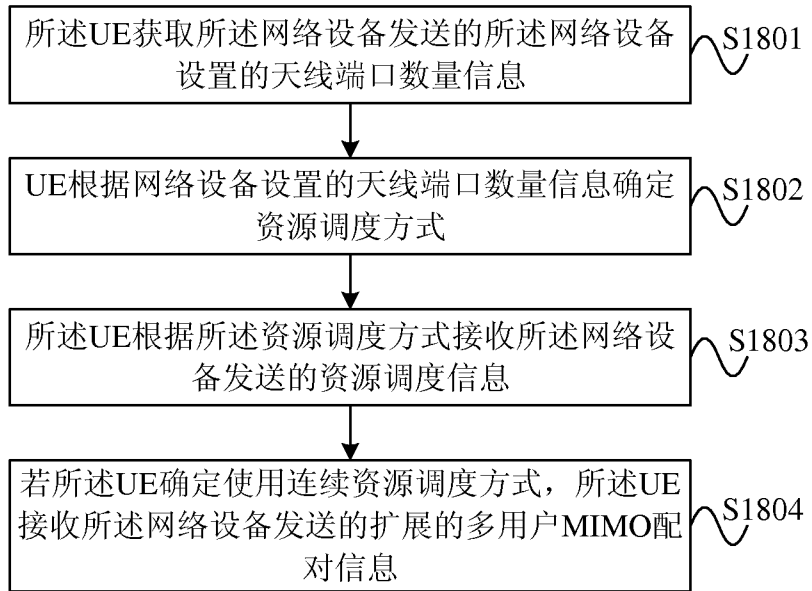 所述UE获取所述网络设备发送的所述网络设备
设置的天线端口数量信息
S1801
UE根据网络设备设置的天线端口数量信息确定
资源调度方式
S1802
所述UE根据所述资源调度方式接收所述网络设
备发送的资源调度信息
S1803
若所述UE确定使用连续资源调度方式，所述UE
接收所述网络设备发送的扩展的多用户MIMO配
对信息
S1804